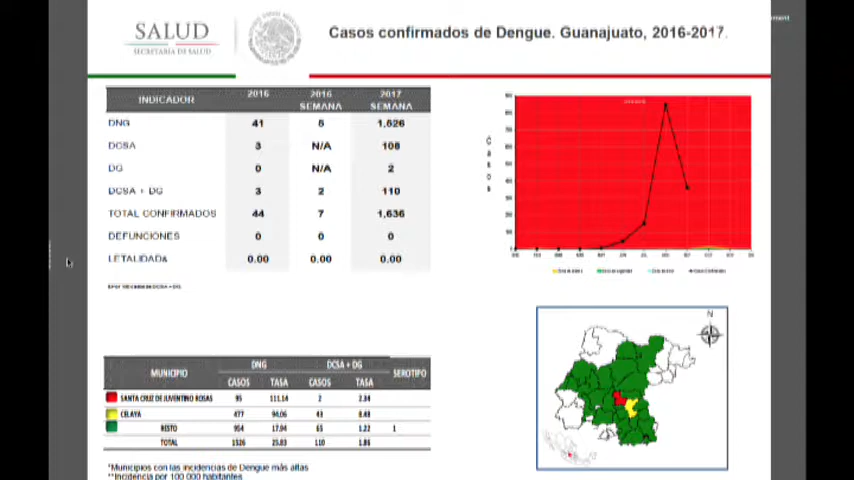 SALUD
SECRETARÍA DE SALUD
Casos confirmados de Dengue. Guanajuato, 2016-2017.
INDICADOR 2016 2016 SEMANA 2017 SEMANA
DNG 41 5 1,526
DCSA 3 N/A 108
DG 0 N/A 2
DCSA + DG 3 2 110
TOTAL CONFIRMADOS 44 7 1,636
DEFUNCIONES 0 0 0
LETALIDADA 0.00 0.00 0.00
Casos
N
MUNICIPIO DNG DCSA + DG SEROTIPO
CASOS TASA CASOS TASA
SANTA CRUZ DE JUVENTINO ROSAS 95 111.14 2 2.34
CELAYA 477 94.06 43 8.48
RESTO 954 17.94 65 1.22 1
TOTAL 1526 25.83 110 1.86
*Municipios con las incidencias de Dengue más altas
**Incidencia por 100 000 habitantes